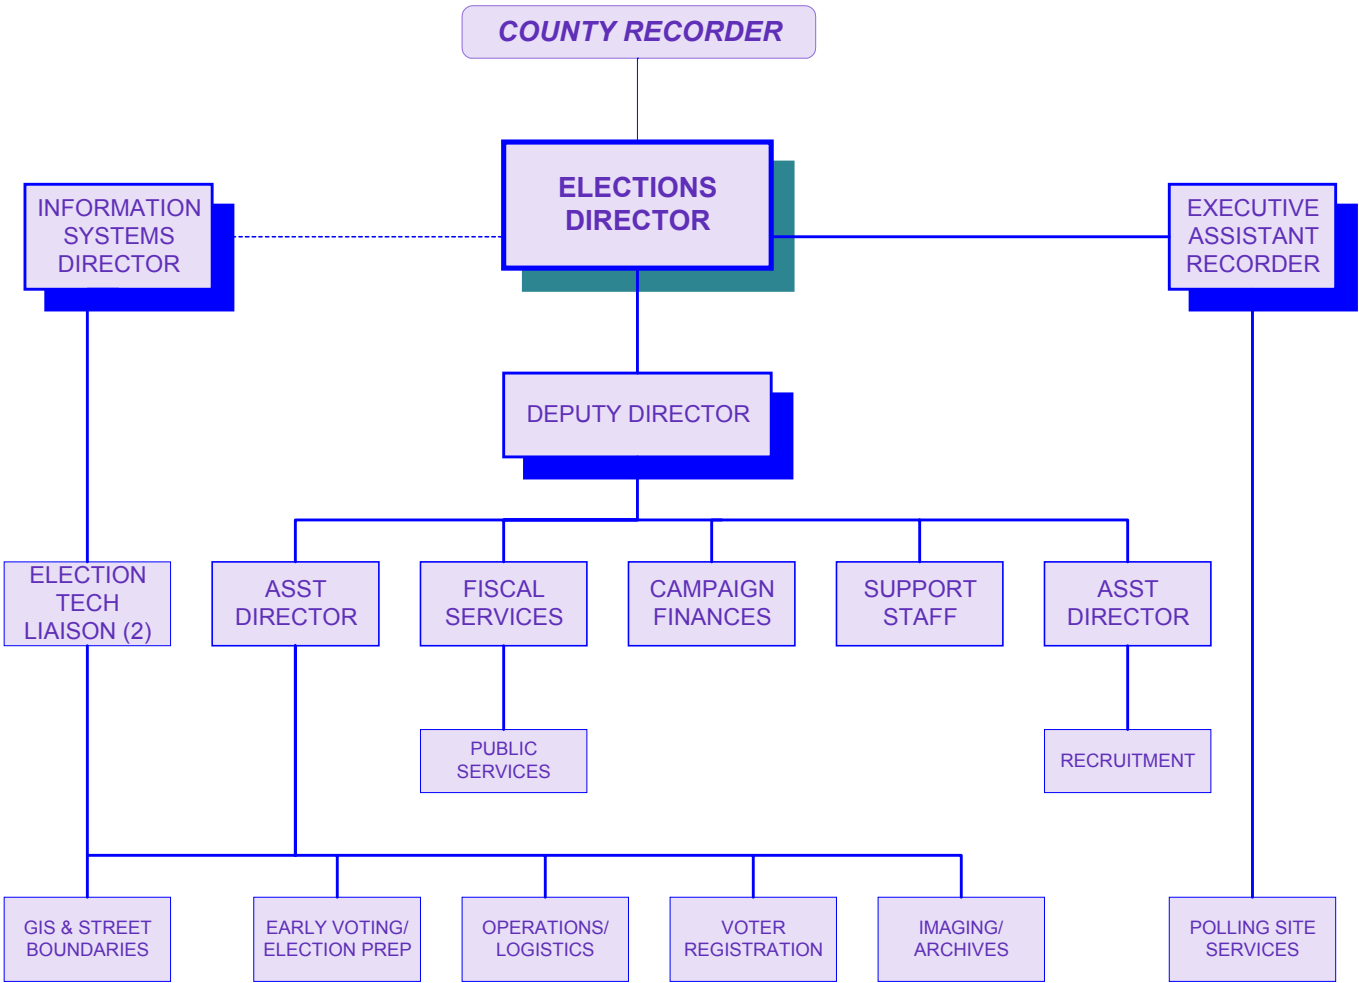 COUNTY RECORDER
ELECTIONS
DIRECTOR
INFORMATION
SYSTEMS
DIRECTOR
EXECUTIVE
ASSISTANT
RECORDER
DEPUTY DIRECTOR
ELECTION
TECH
LIAISON (2)
ASST
DIRECTOR
FISCAL
SERVICES
CAMPAIGN
FINANCES
SUPPORT
STAFF
ASST
DIRECTOR
PUBLIC
SERVICES
RECRUITMENT
GIS & STREET
BOUNDARIES
EARLY VOTING/
ELECTION PREP
OPERATIONS/
LOGISTICS
VOTER
REGISTRATION
IMAGING/
ARCHIVES
POLLING SITE
SERVICES